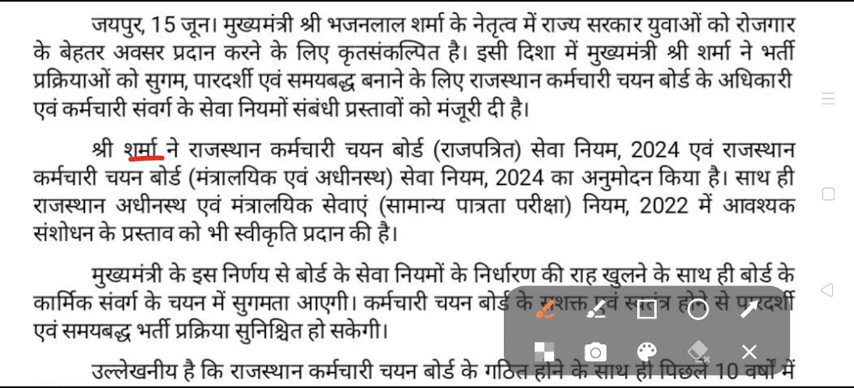 जयपुर, 15 जून। मुख्यमंत्री श्री भजनलाल शर्मा के नेतृत्व में राज्य सरकार युवाओं को रोजगार
के बेहतर अवसर प्रदान करने के लिए कृतसंकल्पित है। इसी दिशा में मुख्यमंत्री श्री शर्मा ने भर्ती
प्रक्रियाओं को सुगम, पारदर्शी एवं समयबद्ध बनाने के लिए राजस्थान कर्मचारी चयन बोर्ड के अधिकारी
एवं कर्मचारी संवर्ग के सेवा नियमों संबंधी प्रस्तावों को मंजूरी दी है।
श्री शर्मा ने राजस्थान कर्मचारी चयन बोर्ड (राजपत्रित) सेवा नियम, 2024 एवं राजस्थान
कर्मचारी चयन बोर्ड (मंत्रालयिक एवं अधीनस्थ) सेवा नियम, 2024 का अनुमोदन किया है। साथ ही
राजस्थान अधीनस्थ एवं मंत्रालयिक सेवाएं (सामान्य पात्रता परीक्षा) नियम, 2022 में आवश्यक
संशोधन के प्रस्ताव को भी स्वीकृति प्रदान की है।
मुख्यमंत्री के इस निर्णय से बोर्ड के सेवा नियमों के निर्धारण की राह खुलने के साथ ही बोर्ड के
कार्मिक संवर्ग के चयन में सुगमता आएगी। कर्मचारी चयन बोर्ड के सशक्त एवं स्वतंत्र होने से पारदर्शी
एवं समयबद्ध भर्ती प्रक्रिया सुनिश्चित हो सकेगी।
उल्लेखनीय है कि राजस्थान कर्मचारी चयन बोर्ड के गठित होने के साथ ही पिछले 10 वर्षों में